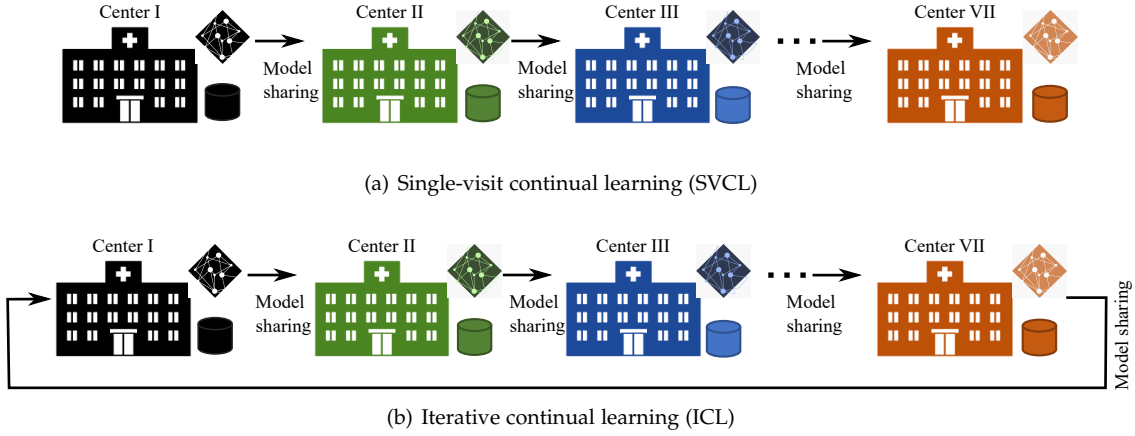 Center I
Center II
Center III
Center VII
Model
sharing
Model
sharing
Model
sharing
(a) Single-visit continual learning (SVCL)
Center I
Center II
Center III
Center VII
Model
sharing
Model
sharing
Model
sharing
Model sharing
(b) Iterative continual learning (ICL)